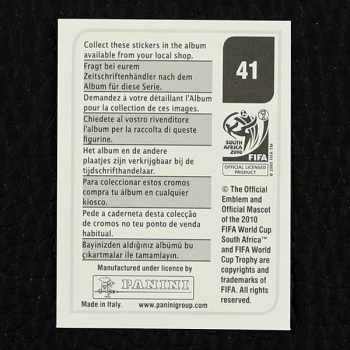 Collect these stickers in the album
available from your local shop.
Fragt bei eurem
Zeitschriftenhändler nach dem
Album für diese Serie.
Demandez à votre détaillant l'Album
pour la collection de ces images.
Chiedete al vostro rivenditore
l'album per la raccolta di queste
figurine.
Het album en de andere
plaatjes zijn verkrijgbaar bij de
tijdschrifthandelaar.
Para coleccionar estos cromos
compra tu álbum en cualquier
kiosco.
Pede a caderneta desta colecção
de cromos no teu ponto de venda
habitual.
Bayinizden aldığınız albümü bu
çıkartmalar ile tamamlayın.
Manufactured under licence by
PANINI
Made in Italy. www.paninigroup.com
41
SOUTH AFRICA
2010
FIFA
OFFICIAL LICENSED
PRODUCT
© The Official
Emblem and
Official Mascot
of the 2010
FIFA World Cup
South Africa™
and FIFA World
Cup Trophy are
copyrights and
trademarks of
FIFA. All rights
reserved.